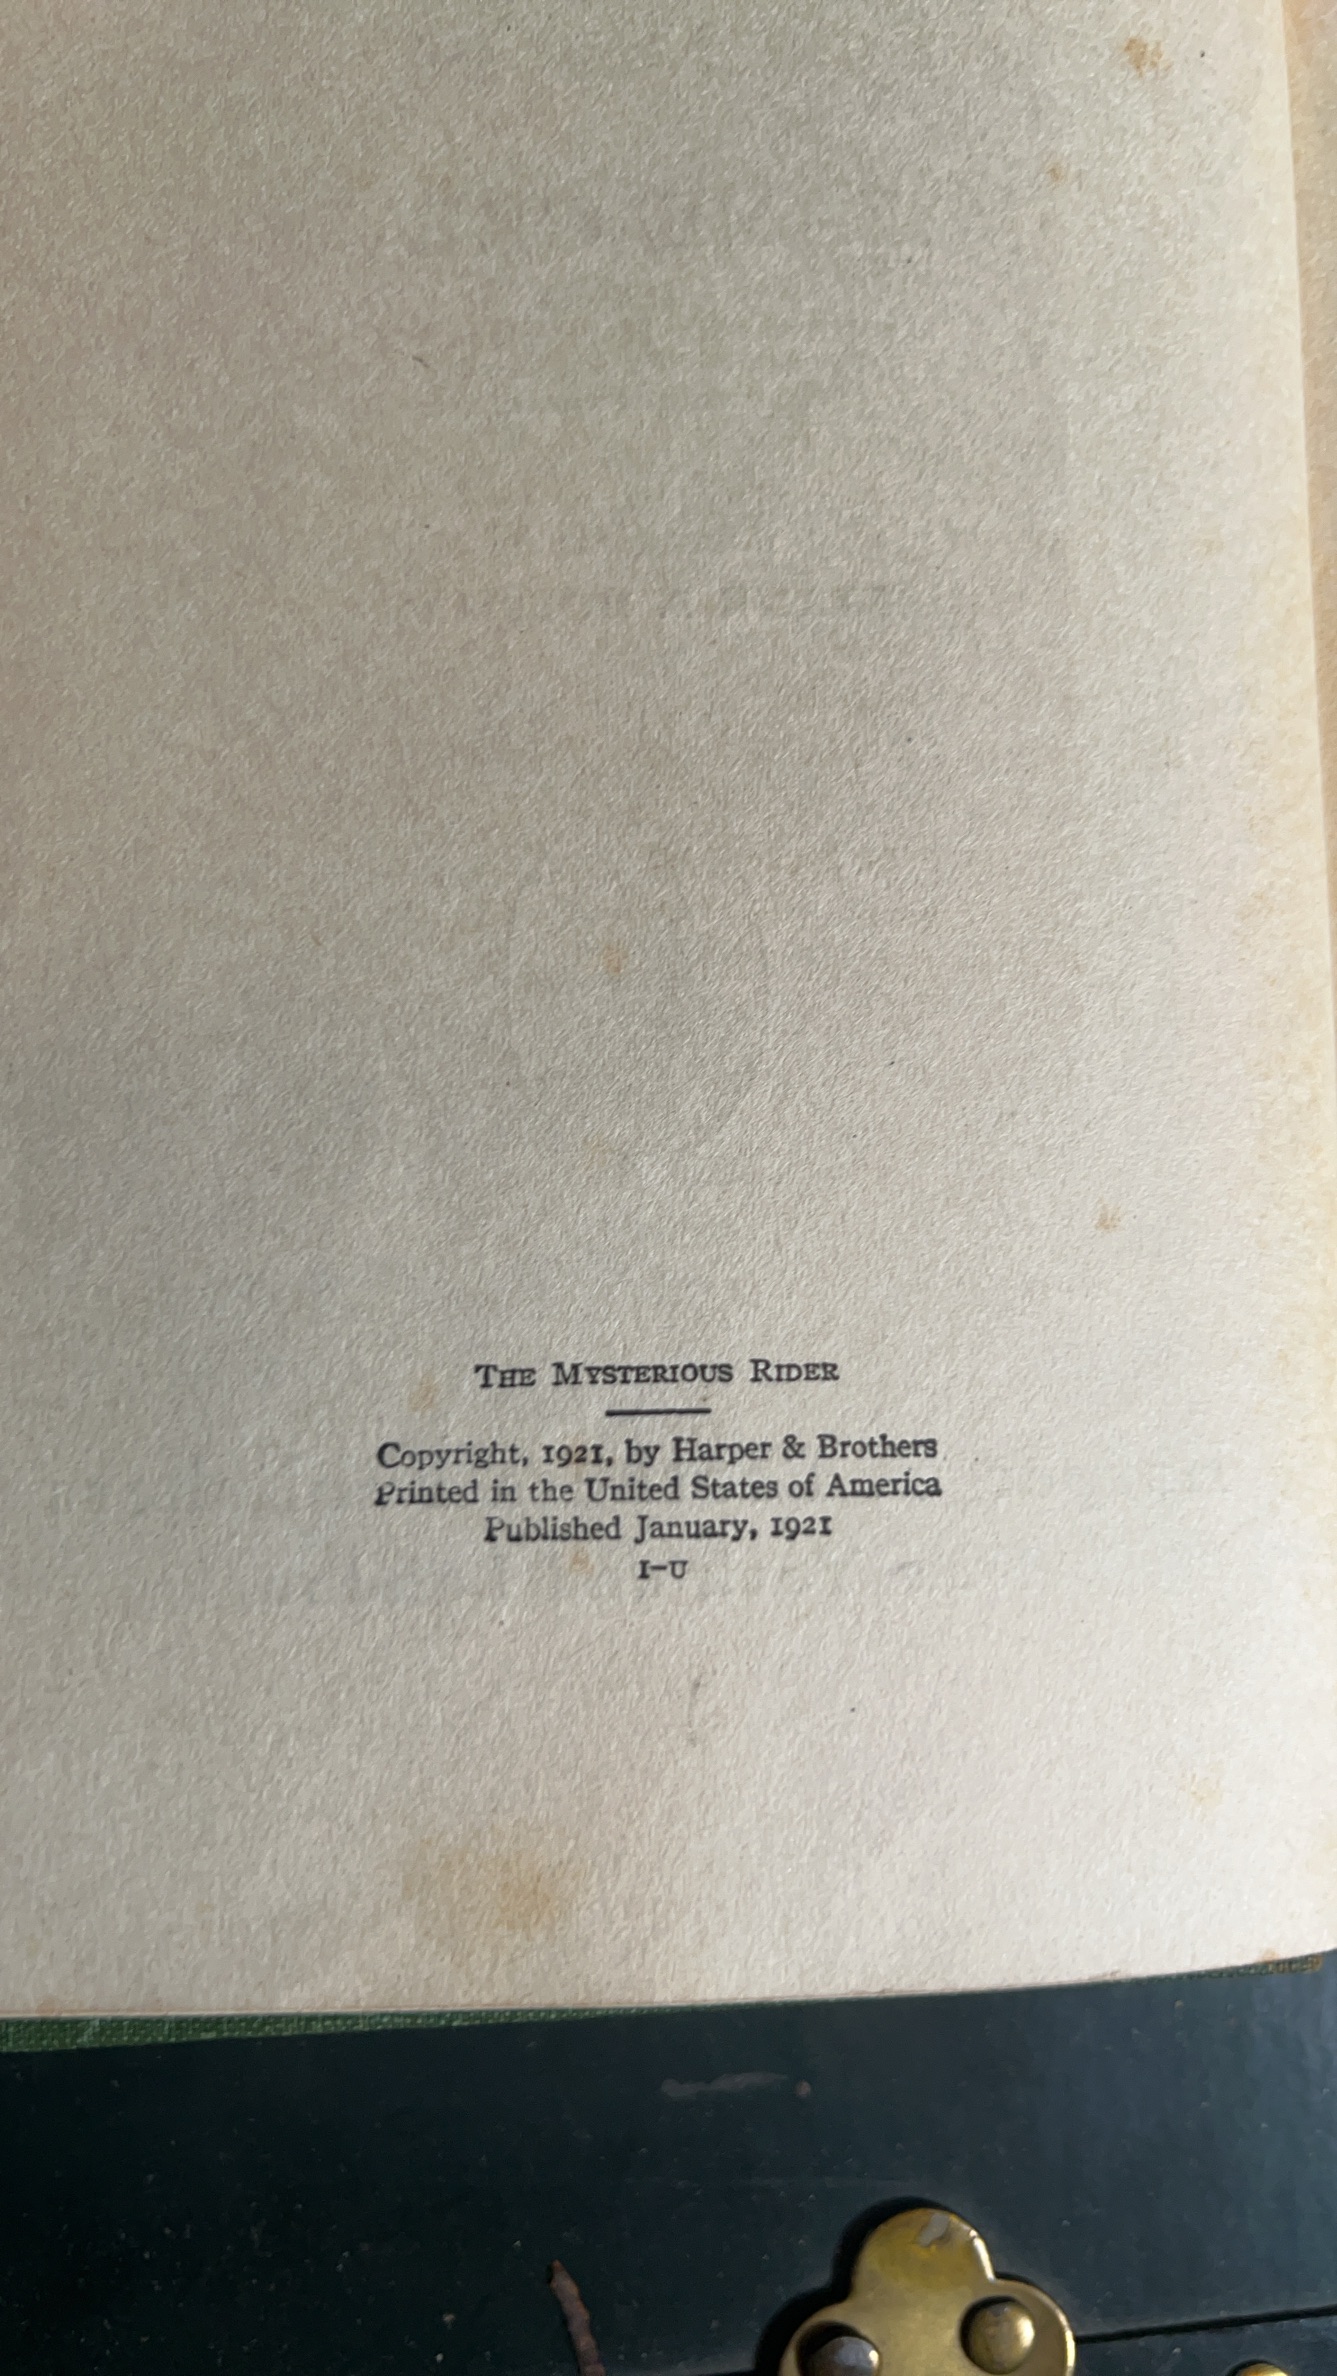 THE MYSTERIOUS RIDER
Copyright, 1921, by Harper & Brothers
Printed in the United States of America
Published January, 1921
I-U